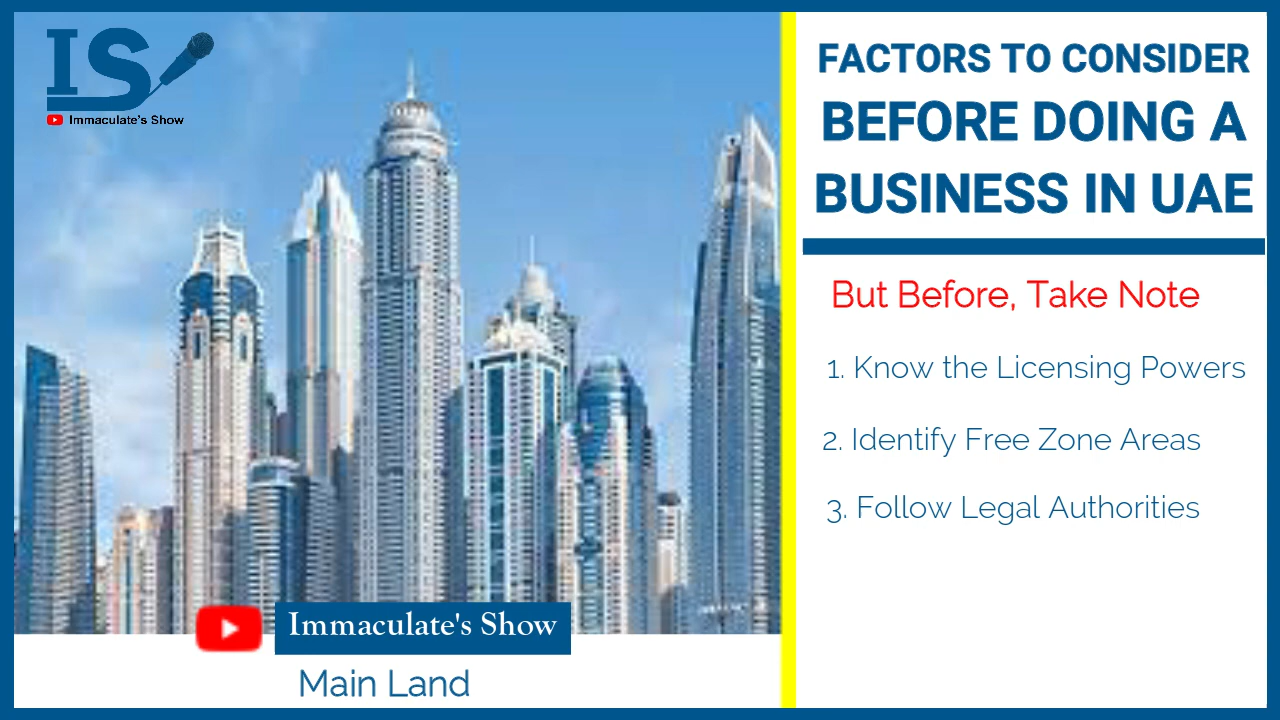 IS
Immaculate's Show
FACTORS TO CONSIDER
BEFORE DOING A
BUSINESS IN UAE
But Before, Take Note
1. Know the Licensing Powers
2. Identify Free Zone Areas
3. Follow Legal Authorities
Immaculate's Show
Main Land